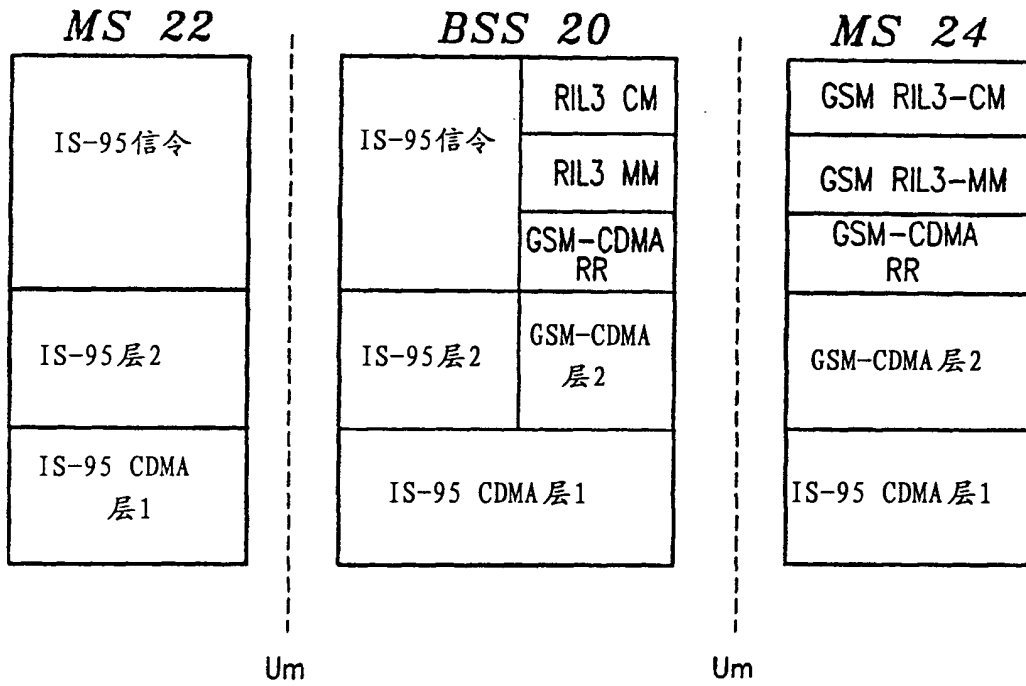 MS 22
BSS 20
MS 24
IS-95信令
IS-95层2
IS-95 CDMA
层1
IS-95信令
RIL3 CM
RIL3 MM
GSM-CDMA
RR
IS-95层2
GSM-CDMA
层2
IS-95 CDMA层1
GSM RIL3-CM
GSM RIL3-MM
GSM-CDMA
RR
GSM-CDMA层2
IS-95 CDMA层1
Um
Um